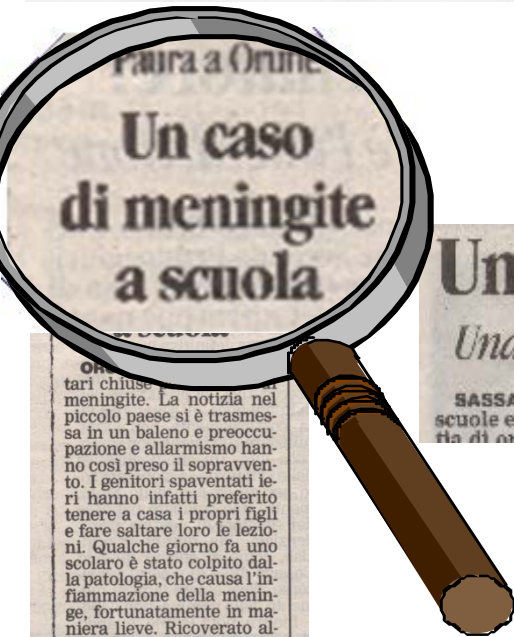 Paura a Orune
Un caso
di meningite
a scuola
a scuola
tari chiuse
meningite. La notizia nel
piccolo paese si è trasmes-
sa in un baleno e preoccu-
pazione e allarmismo han-
no così preso il sopravven-
to. I genitori spaventati ie-
ri hanno infatti preferito
tenere a casa i propri figli
e fare saltare loro le lezio-
ni. Qualche giorno fa uno
scolaro è stato colpito dal-
la patologia, che causa l'in-
fiammazione della menin-
ge, fortunatamente in ma-
niera lieve. Ricoverato al-
Un
Una
SASSA
scuole e
tia di or